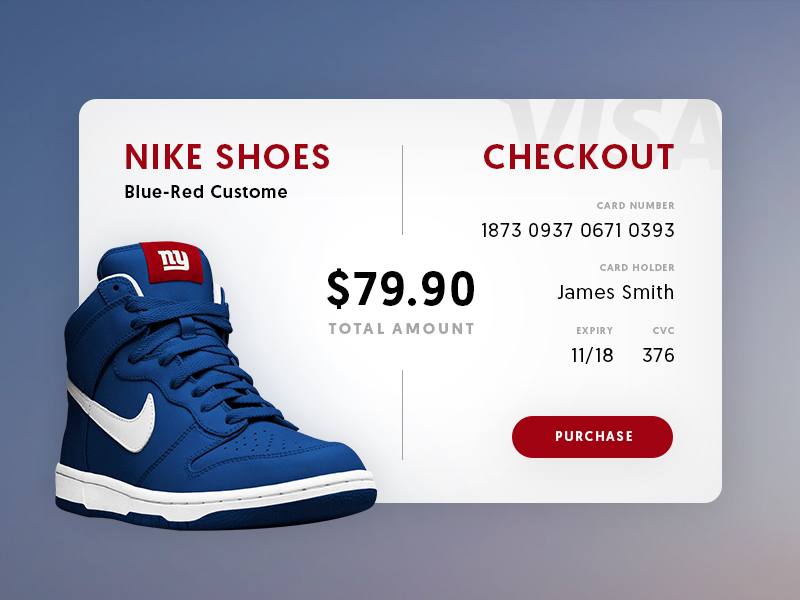 NIKE SHOES
Blue-Red Custome
ny
$79.90
TOTAL AMOUNT
VISA
CHECKOUT
CARD NUMBER
1873 0937 0671 0393
CARD HOLDER
James Smith
EXPIRY CVC
11/18 376
PURCHASE